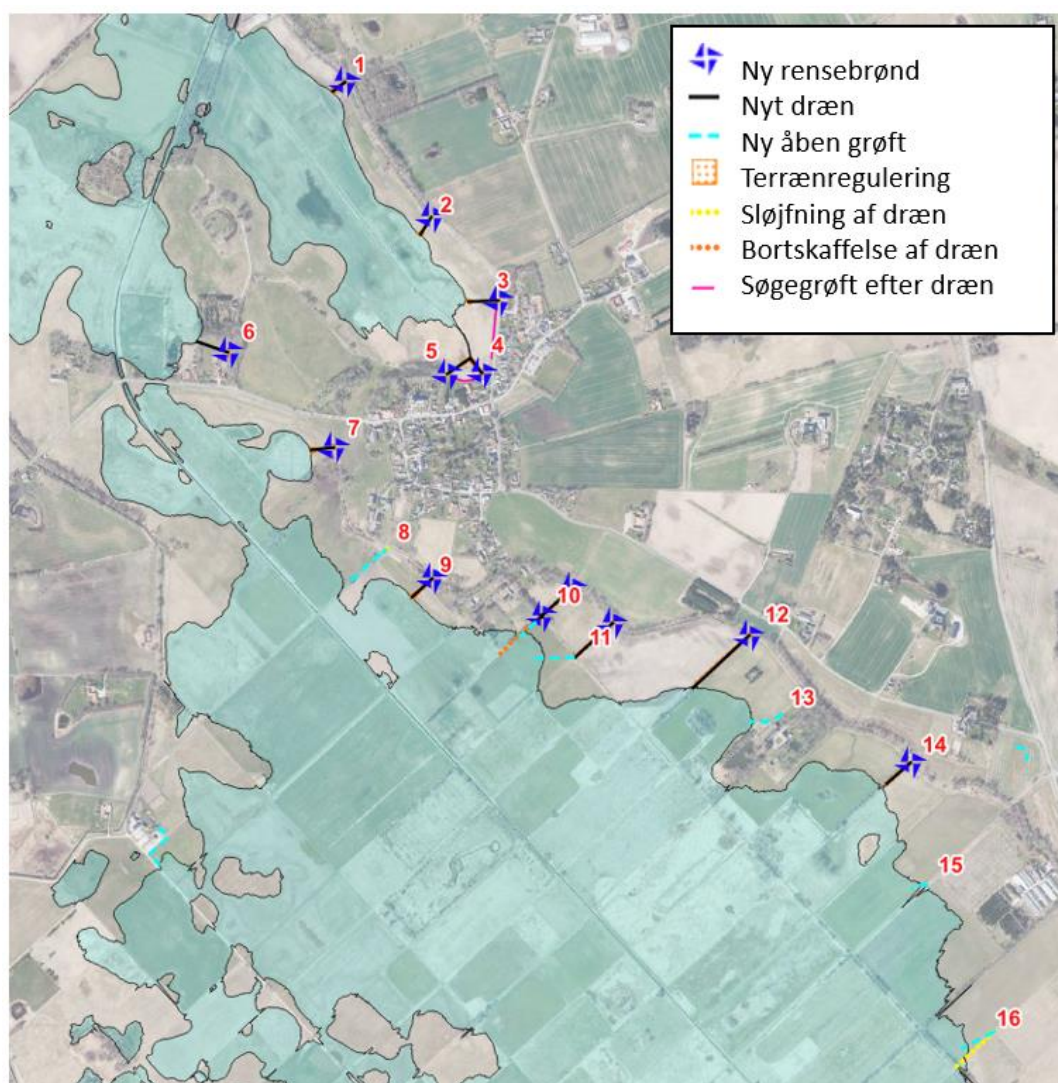 Ny rensebrønd
Nyt dræn
Ny åben grøft
Terrænregulering
Sløjfning af dræn
Bortskaffelse af dræn
Søgegrøft efter dræn
1
2
3
4
5
6
7
8
9
10
11
12
13
14
15
16